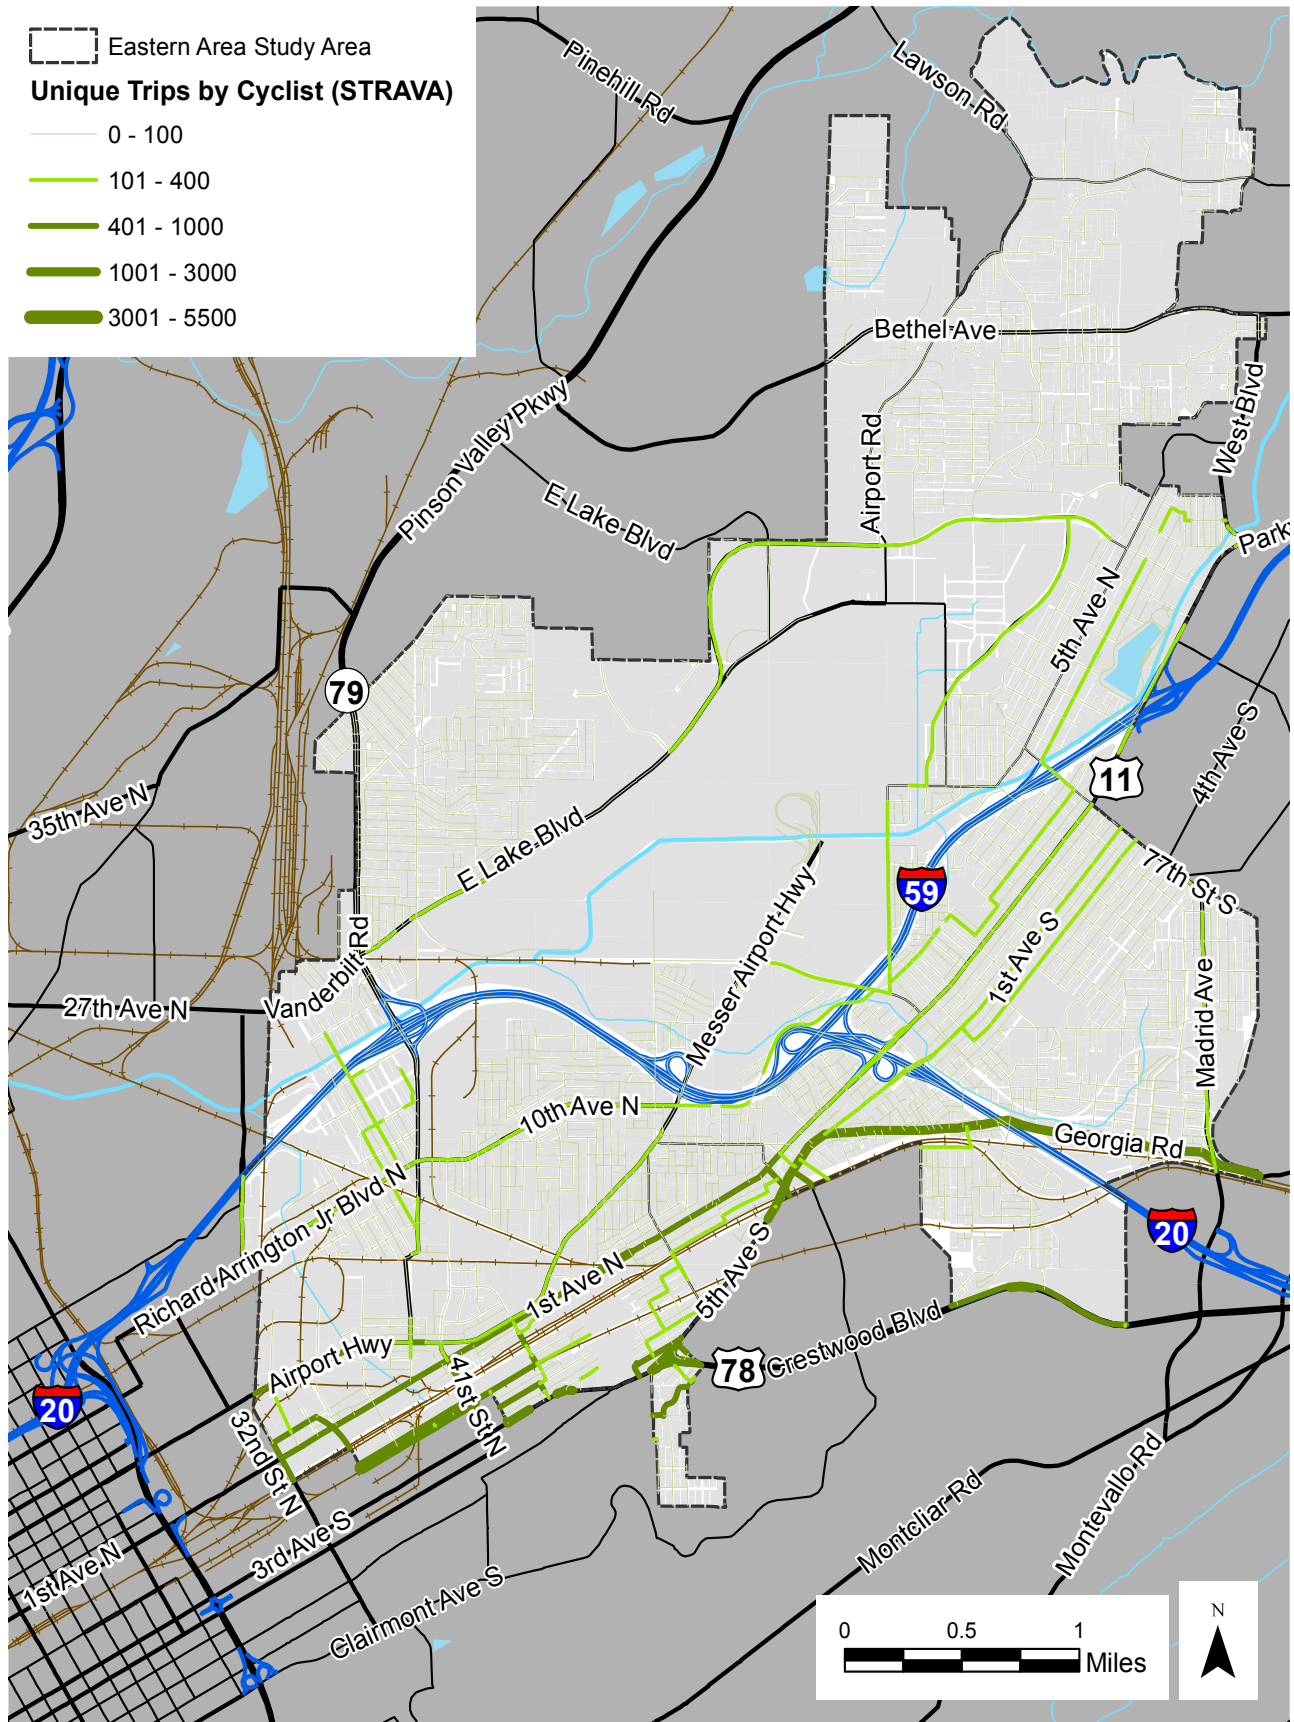 Eastern Area Study Area
Unique Trips by Cyclist (STRAVA)
0 - 100
101 - 400
401 - 1000
1001 - 3000
3001 - 5500
Pinehill Rd
Lawson Rd
Bethel Ave
West Blvd
Airport Rd
Pinson Valley Pkwy
E Lake Blvd
Parkw
5th Ave N
79
4th Ave S
11
35th Ave N
E Lake Blvd
77th St S
59
Messer Airport Hwy
1st Ave S
Vanderbilt Rd
27th Ave N
Madrid Ave
10th Ave N
Georgia Rd
Richard Arrington Jr Blvd N
20
5th Ave S
1st Ave N
Crestwood Blvd
Airport Hwy
78
41st St N
20
32nd St N
Montcliar Rd
Montevallo Rd
3rd Ave S
1st Ave N
Clairmont Ave S
0 0.5 1
Miles
N